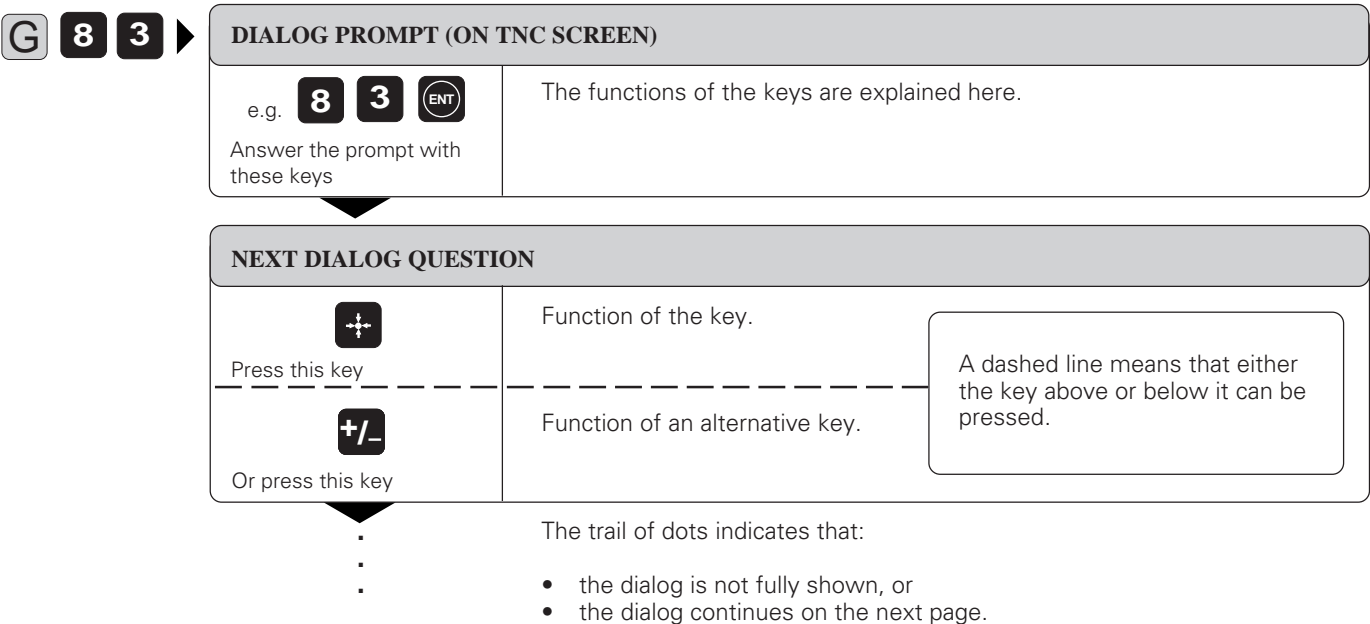 G 8 3
DIALOG PROMPT (ON TNC SCREEN)
e.g. 8 3 ENT
The functions of the keys are explained here.
Answer the prompt with
these keys
NEXT DIALOG QUESTION
Function of the key.
Press this key
A dashed line means that either
the key above or below it can be
pressed.
+/–
Function of an alternative key.
Or press this key
.
.
.
The trail of dots indicates that:
• the dialog is not fully shown, or
• the dialog continues on the next page.